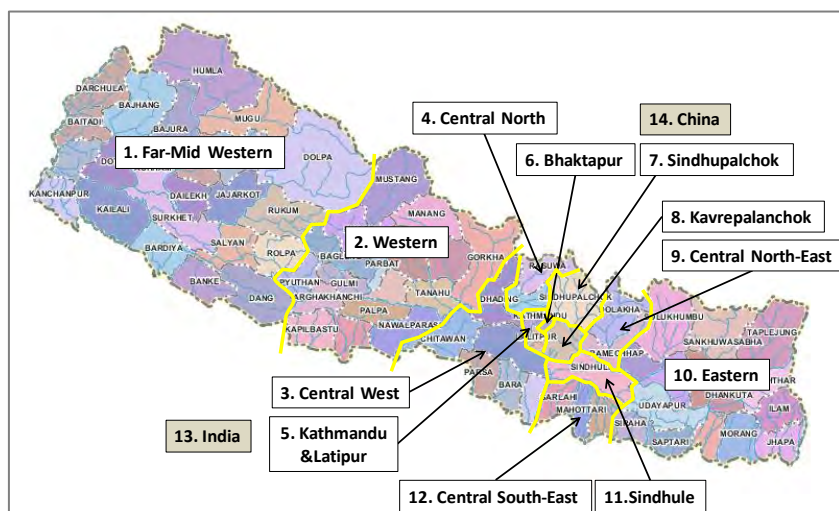 HUMLA
DARCHULA
BAJHANG
BAITADI
BAJURA
MUGU
4. Central North
14. China
1. Far-Mid Western
6. Bhaktapur
7. Sindhupalchok
DOLPA
KANCHANPUR
DAILEKH
JAJARKOT
MUSTANG
KAILALI
SURKHET
RUKUM
MANANG
8. Kavrepalanchok
BARDIYA
SALYAN
2. Western
GORKHA
ROLPA
9. Central North-East
BANKE
PARBAT
SINDHUPALCHOK
PYUTHAN
GULMI
DHADING
DOLAKHA
DANG
TANAHU
KATHMANDU
SOLUKHUMBU
TAPLEJUNG
ARGHAKHANCHI
PALPA
KAPILBASTU
NAWALPARASI
SANKHUWASABHA
CHITAWAN
RAMECHHAP
SINDHULI
10. Eastern
PARSA
3. Central West
BARA
DHANKUTA
SARLAHI
UDAYAPUR
ILAM
MAHOTTARI
13. India
SIRAHA
5. Kathmandu
&Latipur
SAPTARI
MORANG
JHAPA
12. Central South-East
11.Sindhule